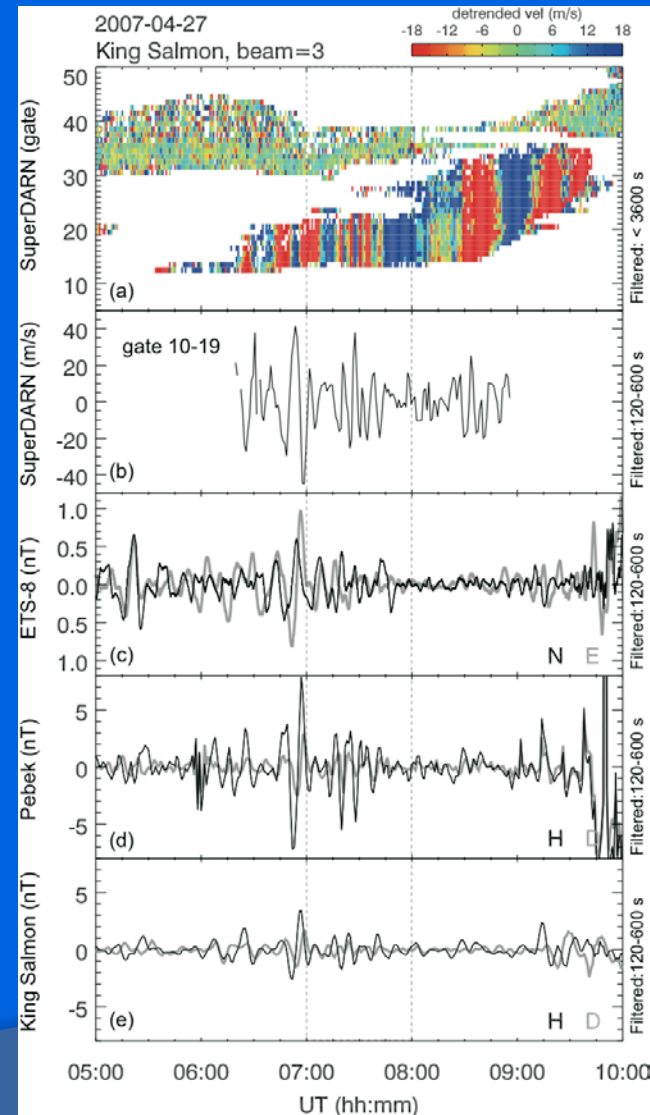 2007-04-27
King Salmon, beam=3
detrended vel (m/s)
-18 -12 -6 0 6 12 18
SuperDARN (gate)
50
40
30
20
10
(a)
Filtered: < 3600 s
SuperDARN (m/s)
40
20
0
-20
-40
gate 10-19
(b)
Filtered:120-600 s
ETS-8 (nT)
1.0
0.5
0.0
0.5
1.0
(c)
N E
Filtered:120-600 s
Pebek (nT)
5
0
-5
(d)
H D
Filtered:120-600 s
King Salmon (nT)
5
0
-5
(e)
H D
Filtered:120-600 s
05:00 06:00 07:00 08:00 09:00 10:00
UT (hh:mm)